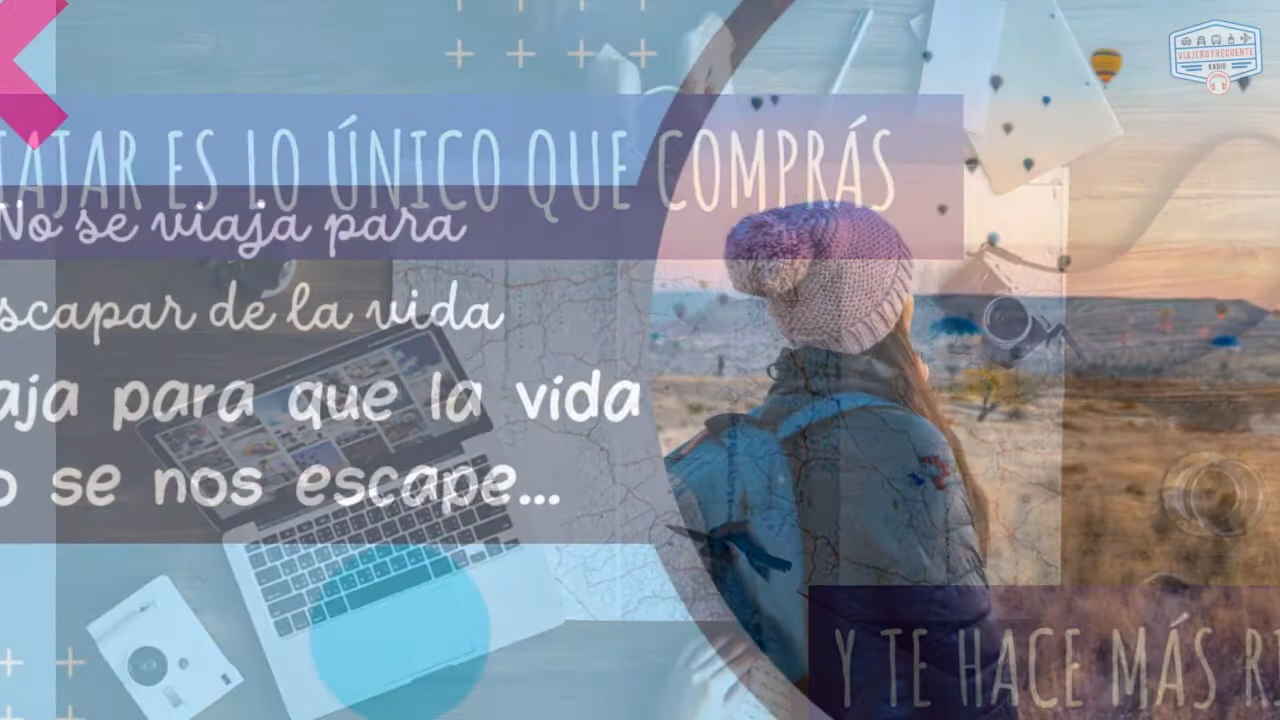 VIAJERO FRECUENTE
RADIO
IAJAR ES LO ÚNICO QUE COMPRÁS
No se viaja para
scapar de la vida
aja para que la vida
o se nos escape...
Y TE HACE MÁS R